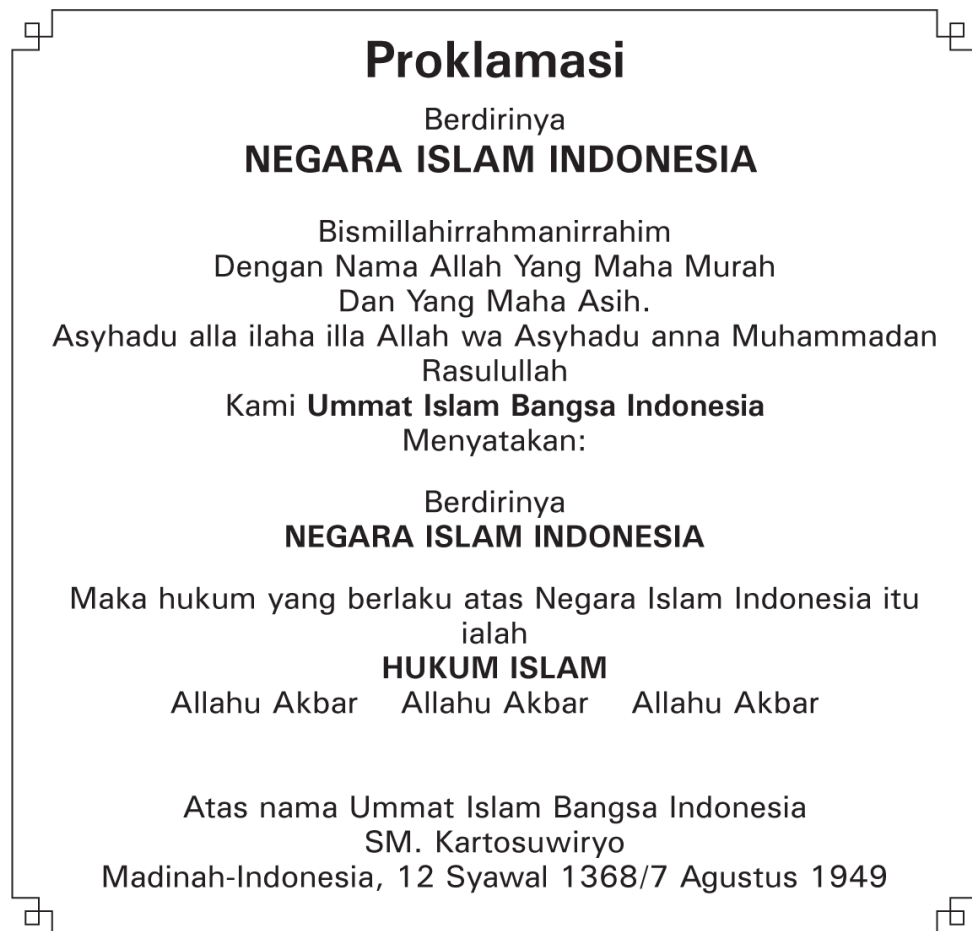 Proklamasi
Berdirinya
NEGARA ISLAM INDONESIA
Bismillahirrahmanirrahim
Dengan Nama Allah Yang Maha Murah
Dan Yang Maha Asih.
Asyhadu alla ilaha illa Allah wa Asyhadu anna Muhammadan
Rasulullah
Kami Ummat Islam Bangsa Indonesia
Menyatakan:
Berdirinya
NEGARA ISLAM INDONESIA
Maka hukum yang berlaku atas Negara Islam Indonesia itu
ialah
HUKUM ISLAM
Allahu Akbar Allahu Akbar Allahu Akbar
Atas nama Ummat Islam Bangsa Indonesia
SM. Kartosuwiryo
Madinah-Indonesia, 12 Syawal 1368/7 Agustus 1949